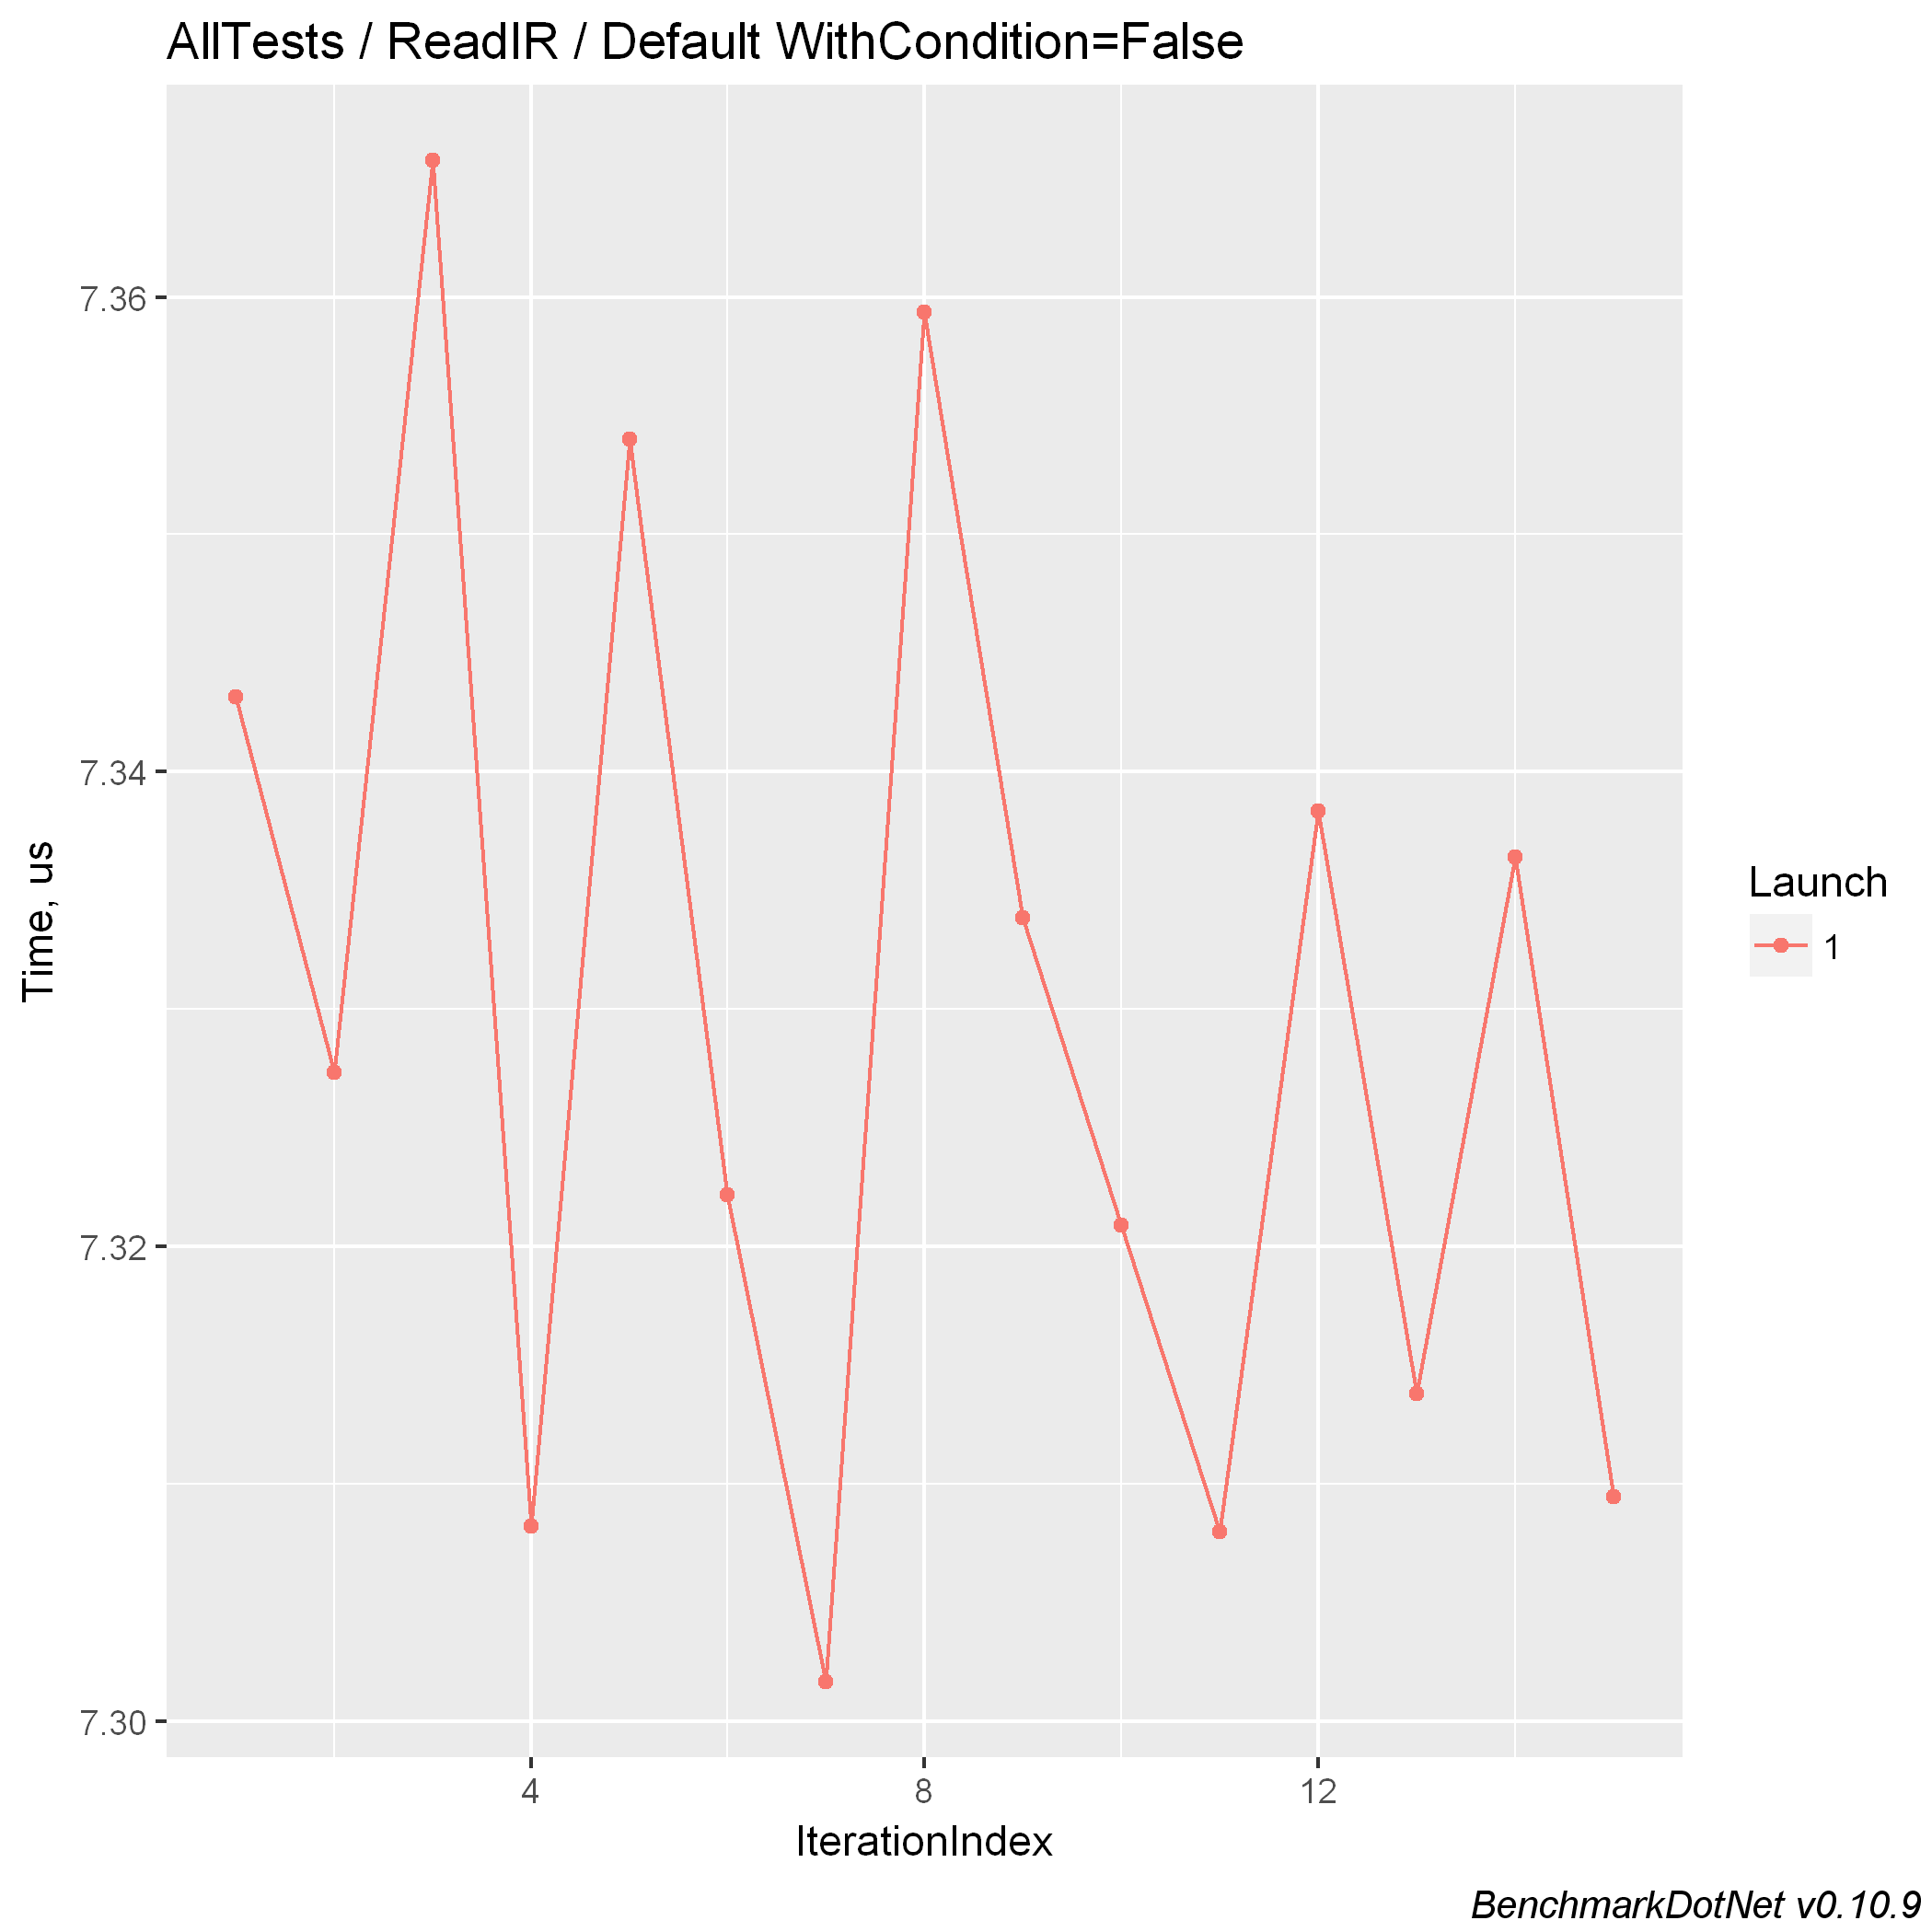 AllTests / ReadIR / Default WithCondition=False
7.36
7.34
7.32
7.30
Time, us
4
8
12
IterationIndex
Launch
1
BenchmarkDotNet v0.10.9